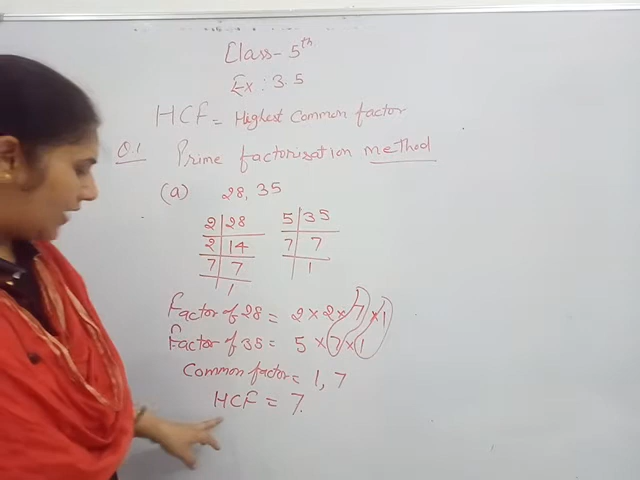 Class - 5th
Ex : 3.5
HCF = Highest Common factor
Q.1 Prime factorization method
(a) 28, 35
2 28 5 35
2 14 7 7
7 7 1
1
Factor of 28 = 2 × 2 × 7 × 1
Factor of 35 = 5 × 7 × 1
Common factor = 1, 7
HCF = 7.